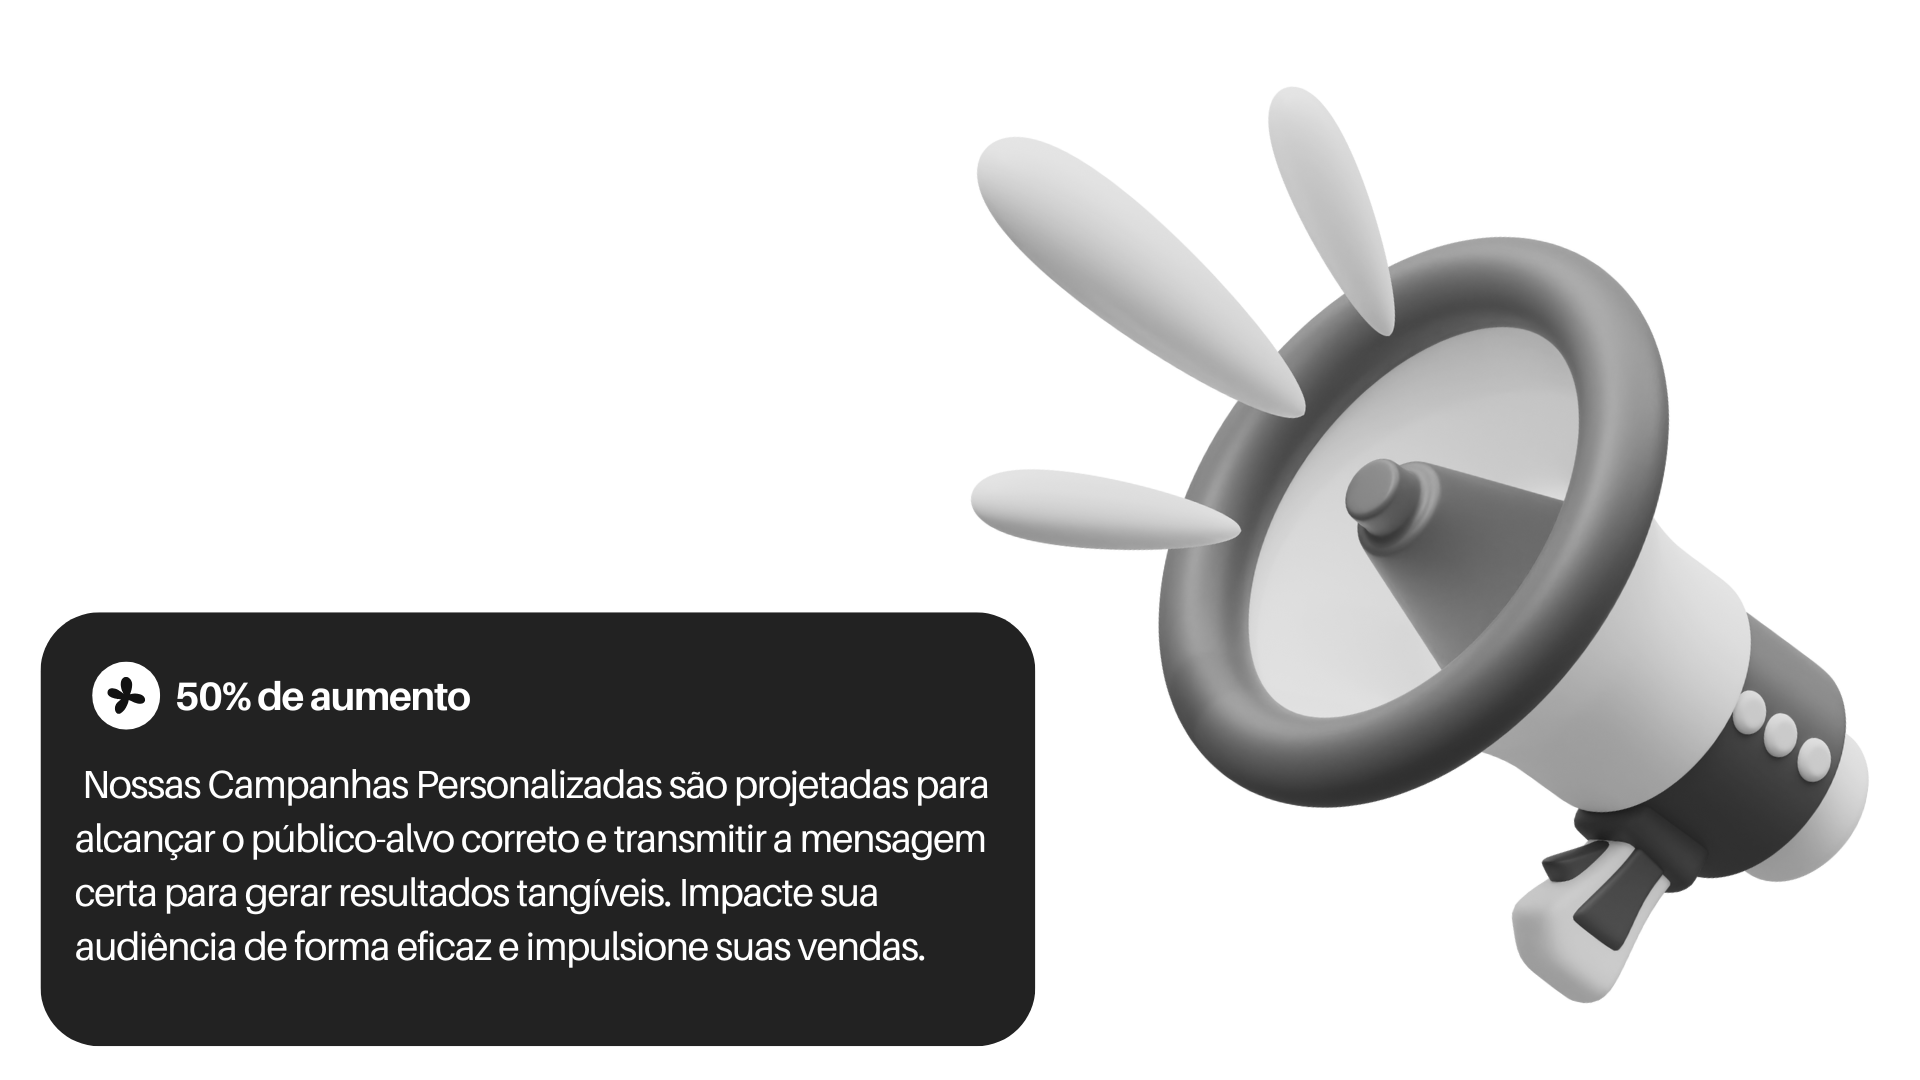 50% de aumento
Nossas Campanhas Personalizadas são projetadas para
alcançar o público-alvo correto e transmitir a mensagem
certa para gerar resultados tangíveis. Impacte sua
audiência de forma eficaz e impulsione suas vendas.